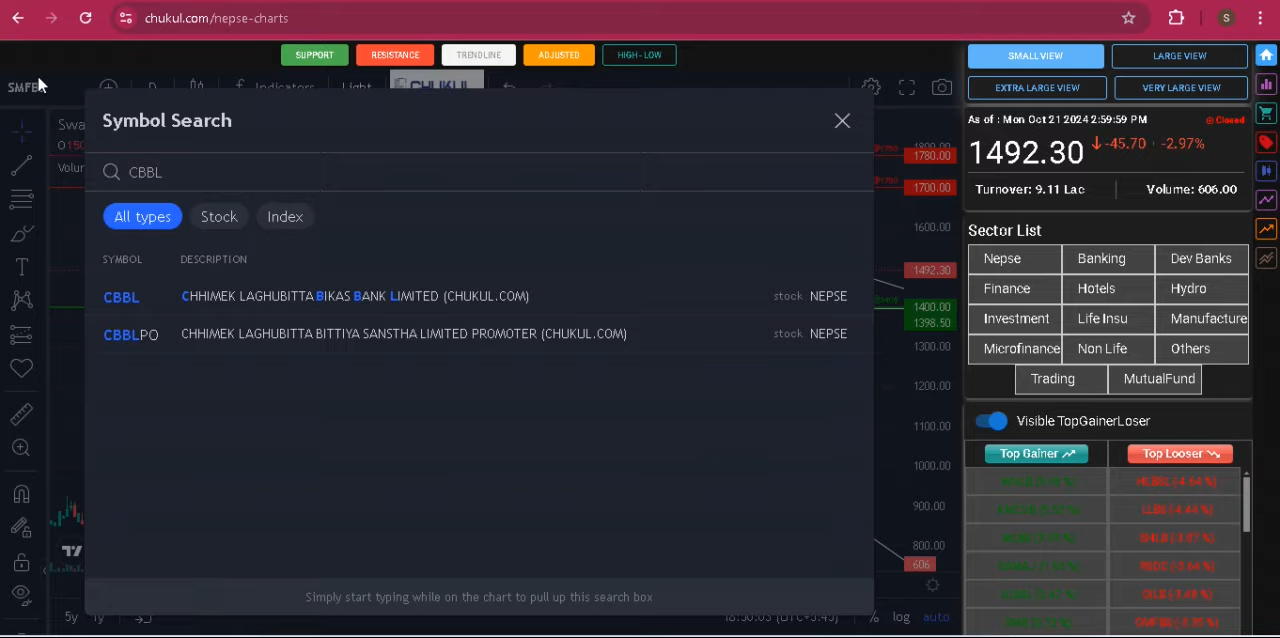 chukul.com/nepse-charts
S
SUPPORT RESISTANCE TRENDLINE ADJUSTED HIGH-LOW
SMALL VIEW LARGE VIEW
EXTRA LARGE VIEW VERY LARGE VIEW
SMFB D Indicators Light CHUKUL
Symbol Search
CBBL
All types Stock Index
SYMBOL DESCRIPTION
CBBL CHHIMEK LAGHUBITTA BIKAS BANK LIMITED (CHUKUL.COM) stock NEPSE
CBBLPO CHHIMEK LAGHUBITTA BITTIYA SANSTHA LIMITED PROMOTER (CHUKUL.COM) stock NEPSE
Simply start typing while on the chart to pull up this search box
Swa
Volum
1780.00
1700.00
1600.00
1492.30
1400.00
1398.50
1300.00
1200.00
1100.00
1000.00
900.00
800.00
606
5y 1y % log auto
As of : Mon Oct 21 2024 2:59:59 PM Closed
1492.30 -45.70 -2.97%
Turnover: 9.11 Lac Volume: 606.00
Sector List
Nepse Banking Dev Banks
Finance Hotels Hydro
Investment Life Insu Manufacture
Microfinance Non Life Others
Trading MutualFund
Visible TopGainerLoser
Top Gainer Top Looser